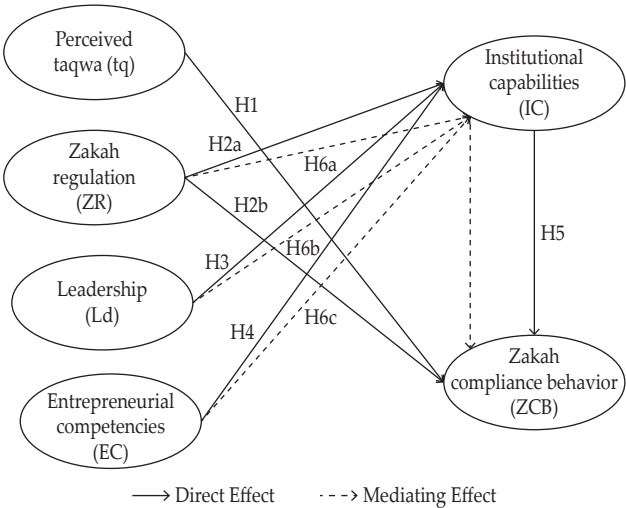 Perceived
taqwa (tq)
Zakah
regulation
(ZR)
Leadership
(Ld)
Entrepreneurial
competencies
(EC)
H1
H2a
H6a
H2b
H3
H6b
H4
H6c
Institutional
capabilities
(IC)
H5
Zakah
compliance behavior
(ZCB)
Direct Effect
Mediating Effect